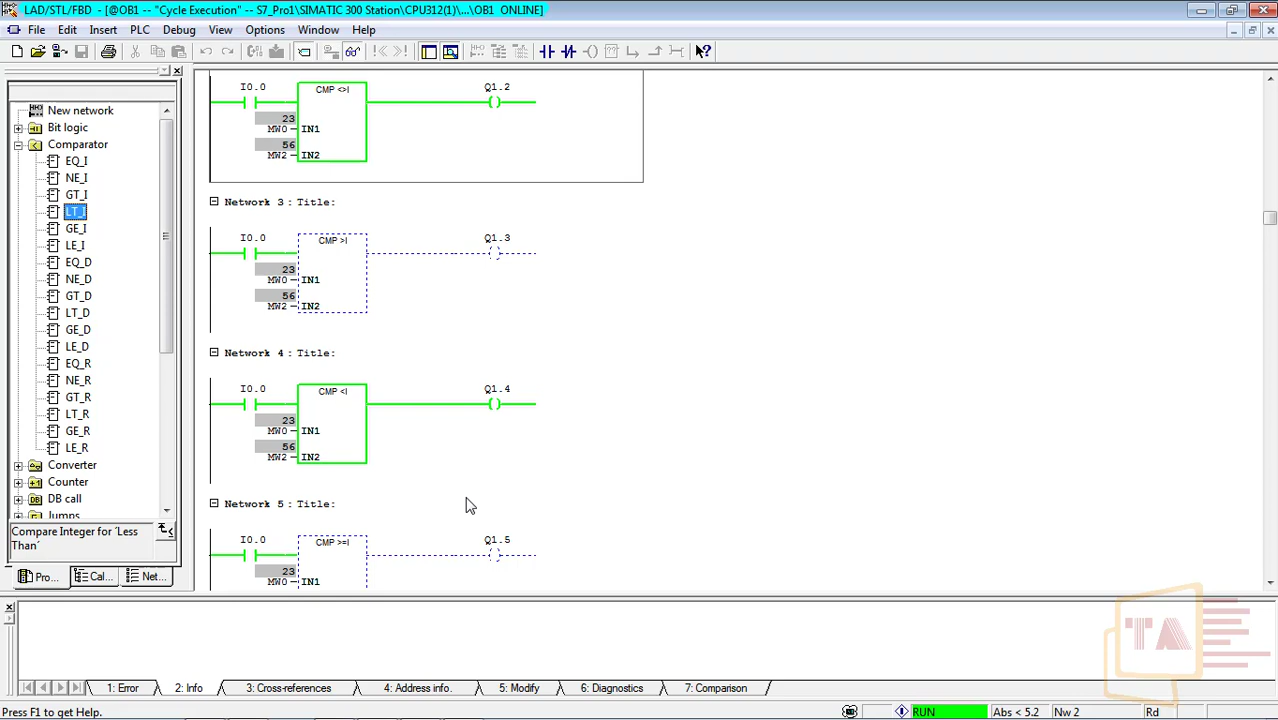 LAD/STL/FBD - [@OB1 -- "Cycle Execution" -- S7_Pro1\SIMATIC 300 Station\CPU312(1)\...\OB1 ONLINE]
File Edit Insert PLC Debug View Options Window Help
New network
Bit logic
Comparator
EQ_I
NE_I
GT_I
LT_I
GE_I
LE_I
EQ_D
NE_D
GT_D
LT_D
GE_D
LE_D
EQ_R
NE_R
GT_R
LT_R
GE_R
LE_R
Converter
Counter
DB call
Jumps
Compare Integer for 'Less
Than'
Pro... Cal... Net...
I0.0 CMP <>I Q1.2
23
MW0 IN1
56
MW2 IN2
Network 3 : Title:
I0.0 CMP >I Q1.3
23
MW0 IN1
56
MW2 IN2
Network 4 : Title:
I0.0 CMP <I Q1.4
23
MW0 IN1
56
MW2 IN2
Network 5 : Title:
I0.0 CMP >=I Q1.5
23
MW0 IN1
TA
1: Error 2: Info 3: Cross-references 4: Address info. 5: Modify 6: Diagnostics 7: Comparison
Press F1 to get Help. RUN Abs < 5.2 Nw 2 Rd